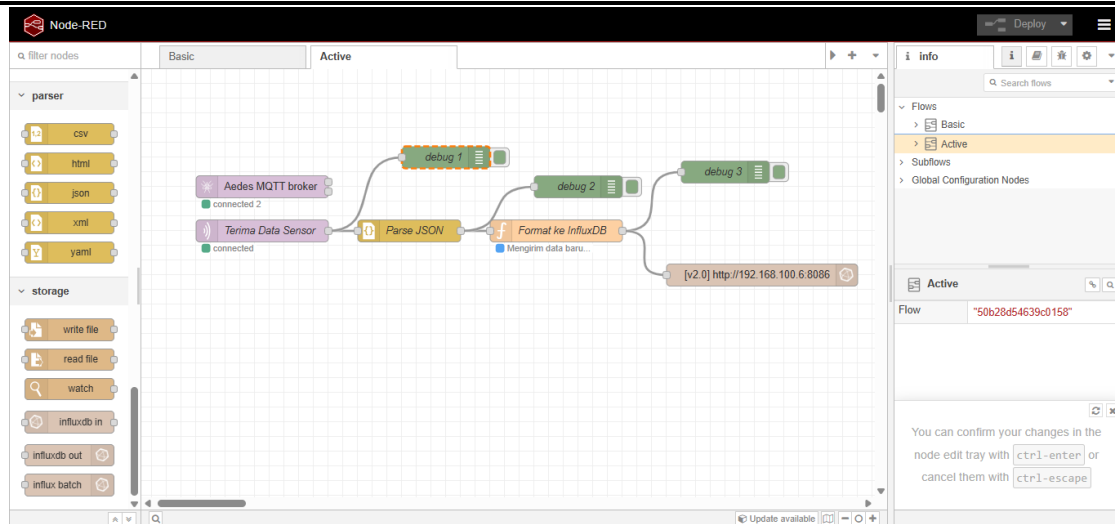 Node-RED
Deploy
filter nodes
parser
csv
html
json
xml
yaml
storage
write file
read file
watch
influxdb in
influxdb out
influx batch
Basic
Active
debug 1
Aedes MQTT broker
connected 2
Terima Data Sensor
connected
Parse JSON
debug 2
Format ke InfluxDB
Mengirim data baru...
debug 3
[v2.0] http://192.168.100.6:8086
Update available
info
Search flows
Flows
Basic
Active
Subflows
Global Configuration Nodes
Active
Flow "50b28d54639c0158"
You can confirm your changes in the
node edit tray with ctrl-enter or
cancel them with ctrl-escape